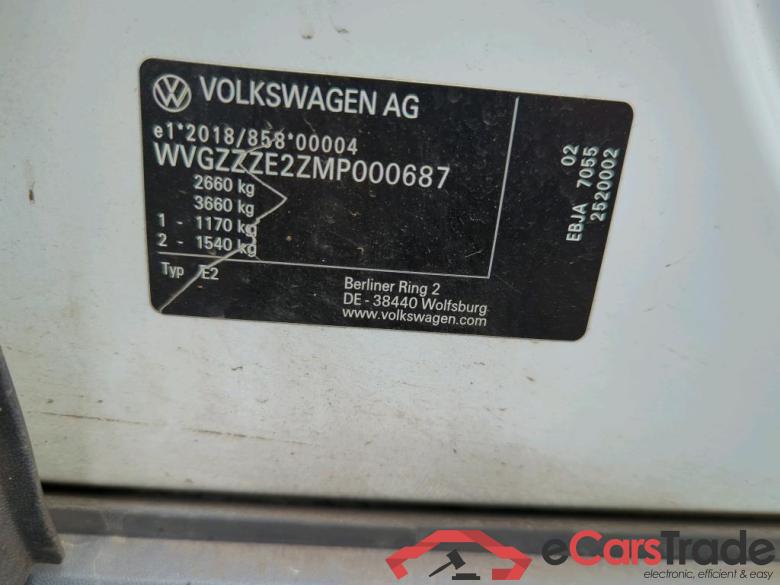 VOLKSWAGEN AG
e1*2018/858*00004
WVGZZZE2ZMP000687
2660 kg
3660 kg
1 - 1170 kg
2 - 1540 kg
Typ E2
Berliner Ring 2
DE - 38440 Wolfsburg
www.volkswagen.com
02
EBJA 7055
2520002
eCarsTrade
electronic, efficient & easy